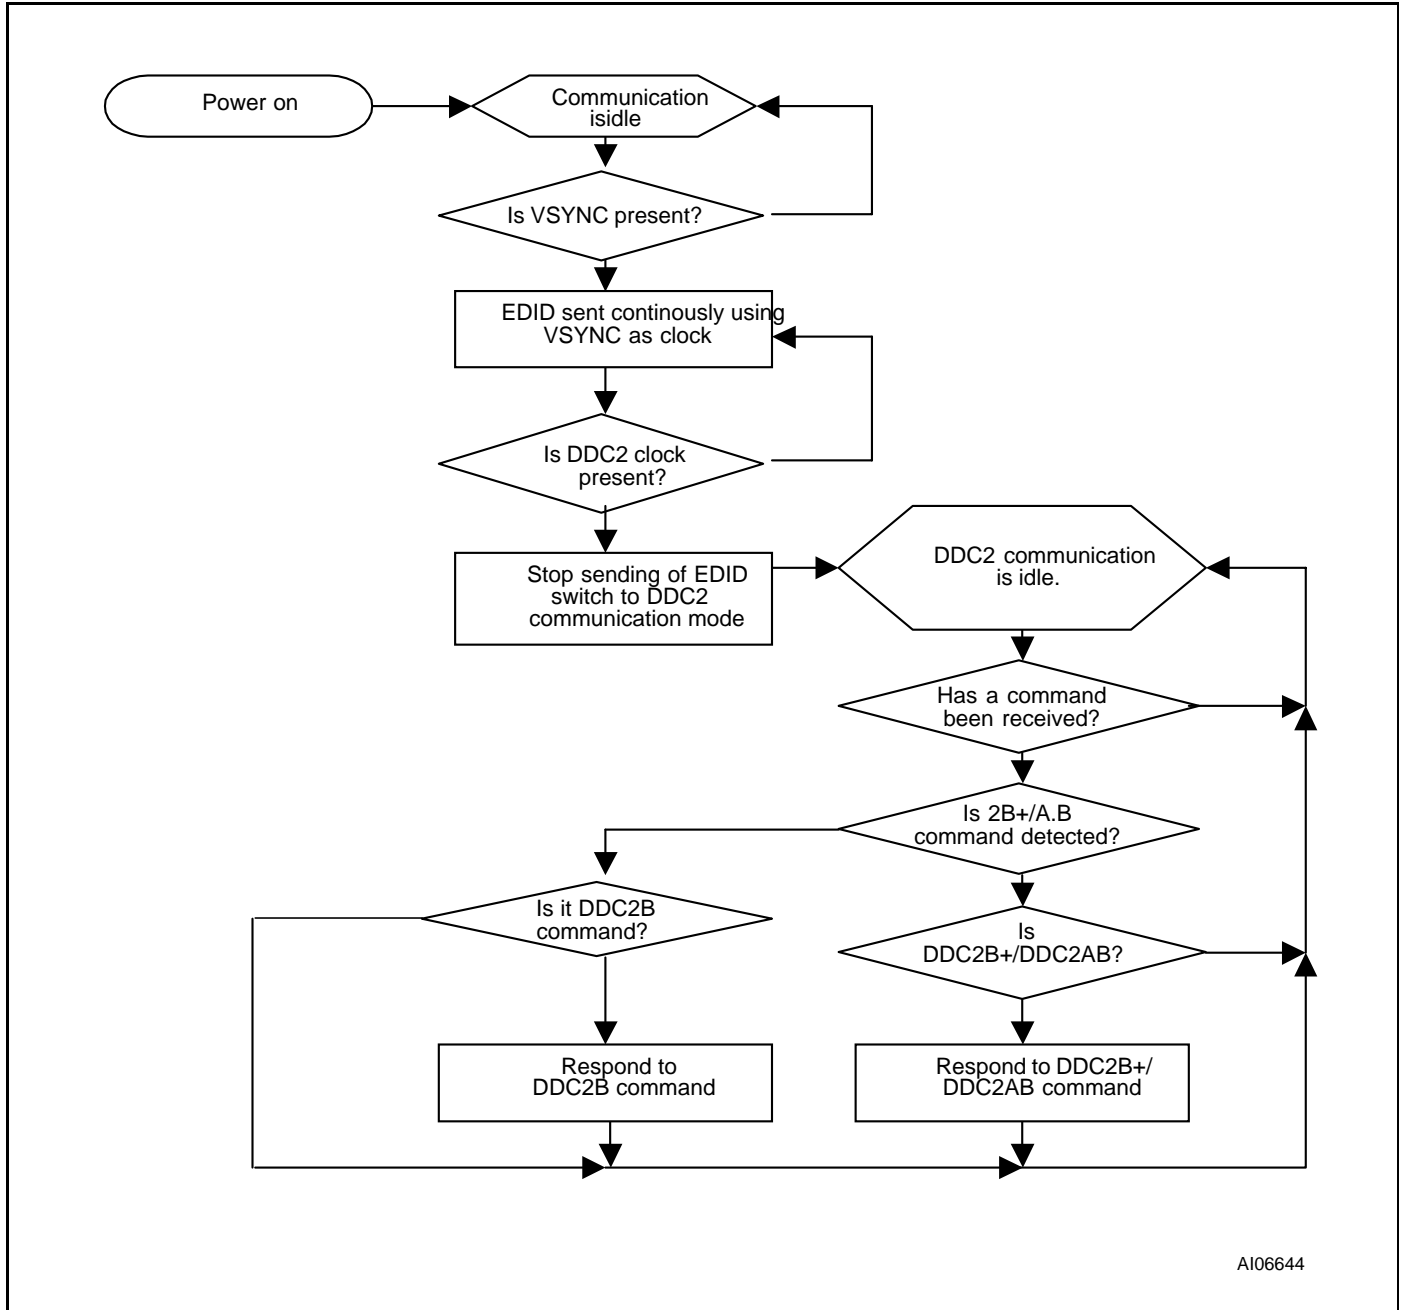 Power on
Communication
isidle
Is VSYNC present?
EDID sent continously using
VSYNC as clock
Is DDC2 clock
present?
Stop sending of EDID
switch to DDC2
communication mode
DDC2 communication
is idle.
Has a command
been received?
Is 2B+/A.B
command detected?
Is it DDC2B
command?
Is
DDC2B+/DDC2AB?
Respond to
DDC2B command
Respond to DDC2B+/
DDC2AB command
AI06644